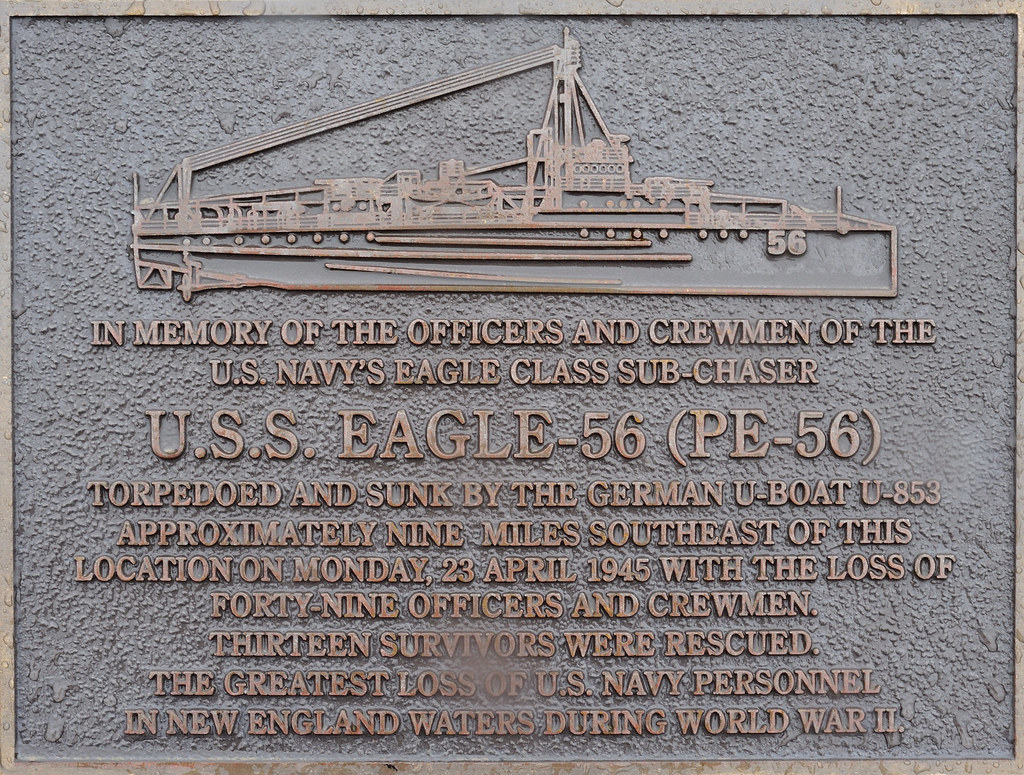 56
IN MEMORY OF THE OFFICERS AND CREWMEN OF THE
U.S. NAVY'S EAGLE CLASS SUB-CHASER
U.S.S. EAGLE-56 (PE-56)
TORPEDOED AND SUNK BY THE GERMAN U-BOAT U-853
APPROXIMATELY NINE MILES SOUTHEAST OF THIS
LOCATION ON MONDAY, 23 APRIL 1945 WITH THE LOSS OF
FORTY-NINE OFFICERS AND CREWMEN.
THIRTEEN SURVIVORS WERE RESCUED.
THE GREATEST LOSS OF U.S. NAVY PERSONNEL
IN NEW ENGLAND WATERS DURING WORLD WAR II.